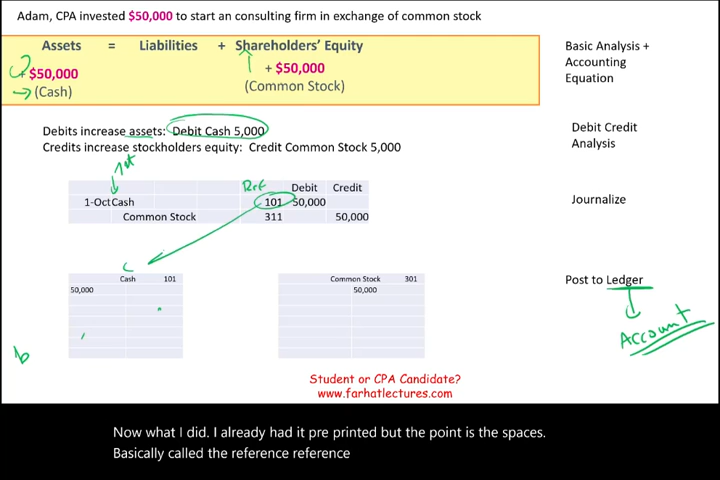 Adam, CPA invested $50,000 to start an consulting firm in exchange of common stock
Assets = Liabilities + Shareholders' Equity
+ $50,000 + $50,000
(Cash) (Common Stock)
Basic Analysis +
Accounting
Equation
Debits increase assets: Debit Cash 5,000
Credits increase stockholders equity: Credit Common Stock 5,000
Debit Credit
Analysis
Ref Debit Credit
1-Oct Cash 101 50,000
Common Stock 311 50,000
Journalize
Cash 101
50,000
Common Stock 301
50,000
Post to Ledger
Account
Student or CPA Candidate?
www.farhatlectures.com
Now what I did. I already had it pre printed but the point is the spaces.
Basically called the reference reference